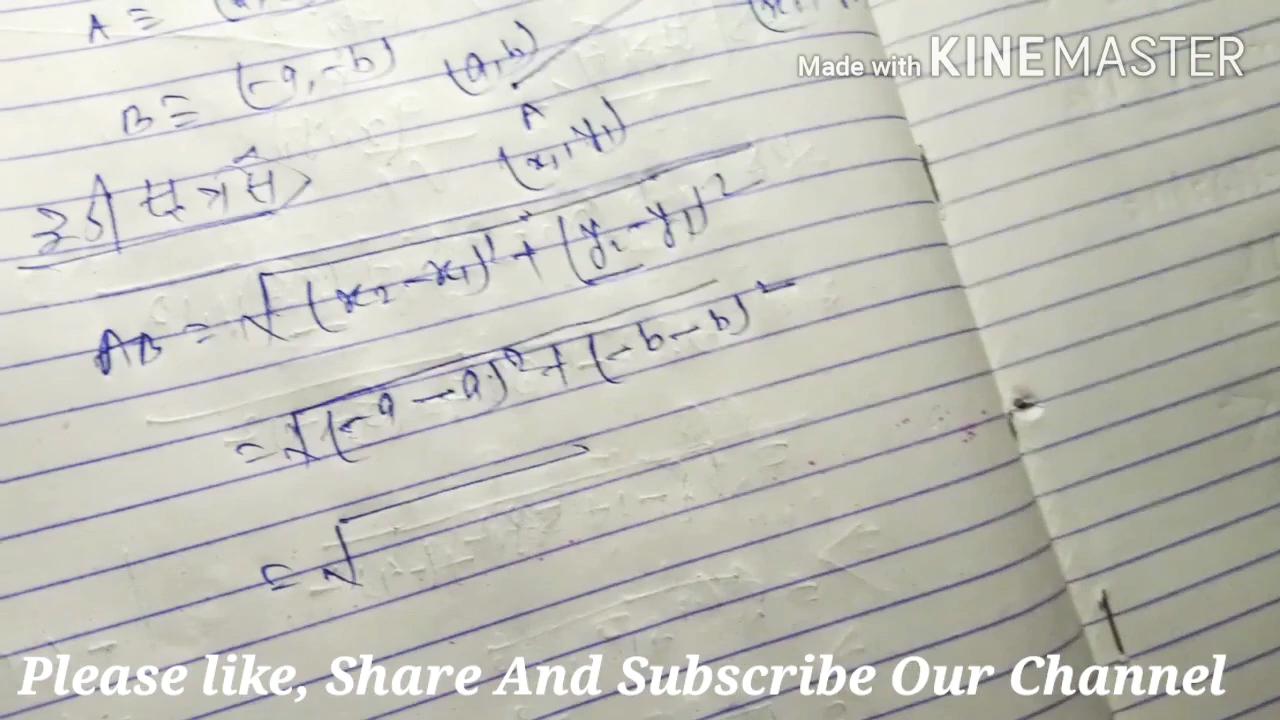 A ≡ (a,
Made with KINEMASTER
B ≡ (-a, -b) (a, b)
A
(x₁, y₁)
दूरी सूत्र से
AB = √(x₂-x₁)² + (y₂-y₁)²
= √(-a-a)² + (-b-b)²
= √
Please like, Share And Subscribe Our Channel